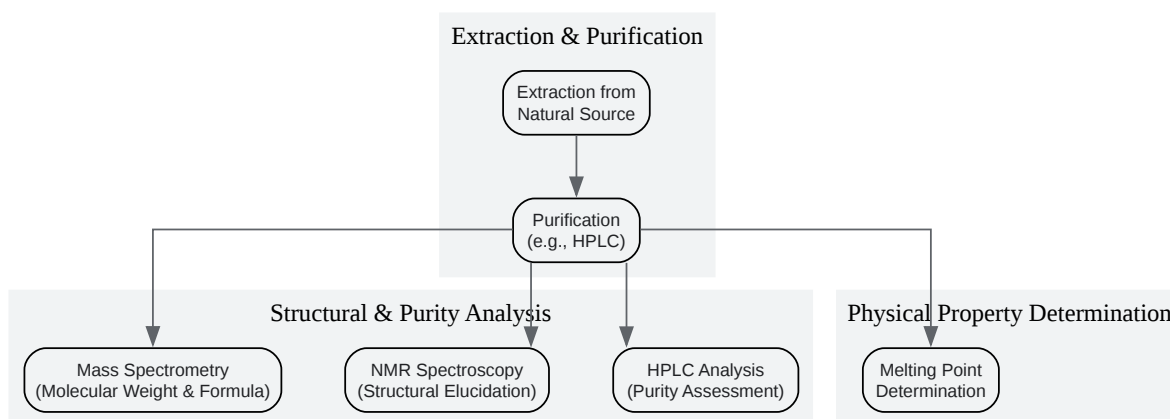 Extraction & Purification
Extraction from
Natural Source
Purification
(e.g., HPLC)
Structural & Purity Analysis
Physical Property Determination
Mass Spectrometry
(Molecular Weight & Formula)
NMR Spectroscopy
(Structural Elucidation)
HPLC Analysis
(Purity Assessment)
Melting Point
Determination